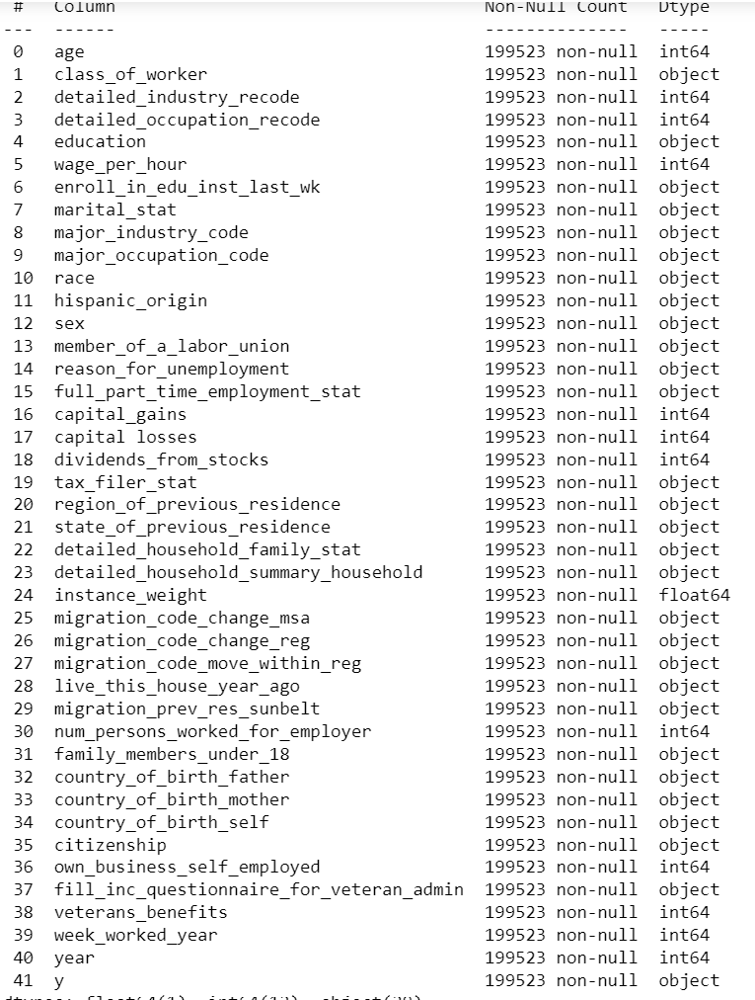 # Column Non-Null Count Dtype
--- ------ -------------- -----
0 age 199523 non-null int64
1 class_of_worker 199523 non-null object
2 detailed_industry_recode 199523 non-null int64
3 detailed_occupation_recode 199523 non-null int64
4 education 199523 non-null object
5 wage_per_hour 199523 non-null int64
6 enroll_in_edu_inst_last_wk 199523 non-null object
7 marital_stat 199523 non-null object
8 major_industry_code 199523 non-null object
9 major_occupation_code 199523 non-null object
10 race 199523 non-null object
11 hispanic_origin 199523 non-null object
12 sex 199523 non-null object
13 member_of_a_labor_union 199523 non-null object
14 reason_for_unemployment 199523 non-null object
15 full_part_time_employment_stat 199523 non-null object
16 capital_gains 199523 non-null int64
17 capital losses 199523 non-null int64
18 dividends_from_stocks 199523 non-null int64
19 tax_filer_stat 199523 non-null object
20 region_of_previous_residence 199523 non-null object
21 state_of_previous_residence 199523 non-null object
22 detailed_household_family_stat 199523 non-null object
23 detailed_household_summary_household 199523 non-null object
24 instance_weight 199523 non-null float64
25 migration_code_change_msa 199523 non-null object
26 migration_code_change_reg 199523 non-null object
27 migration_code_move_within_reg 199523 non-null object
28 live_this_house_year_ago 199523 non-null object
29 migration_prev_res_sunbelt 199523 non-null object
30 num_persons_worked_for_employer 199523 non-null int64
31 family_members_under_18 199523 non-null object
32 country_of_birth_father 199523 non-null object
33 country_of_birth_mother 199523 non-null object
34 country_of_birth_self 199523 non-null object
35 citizenship 199523 non-null object
36 own_business_self_employed 199523 non-null int64
37 fill_inc_questionnaire_for_veteran_admin 199523 non-null object
38 veterans_benefits 199523 non-null int64
39 week_worked_year 199523 non-null int64
40 year 199523 non-null int64
41 y 199523 non-null object